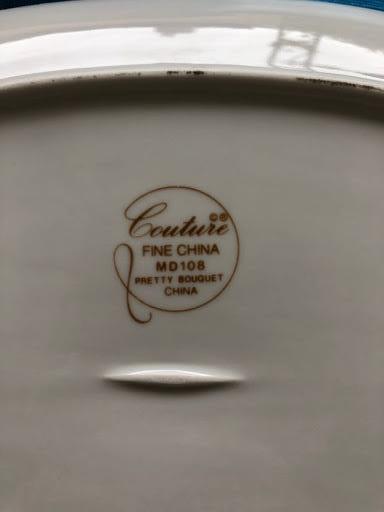 Couture ©®
FINE CHINA
MD108
PRETTY BOUQUET
CHINA